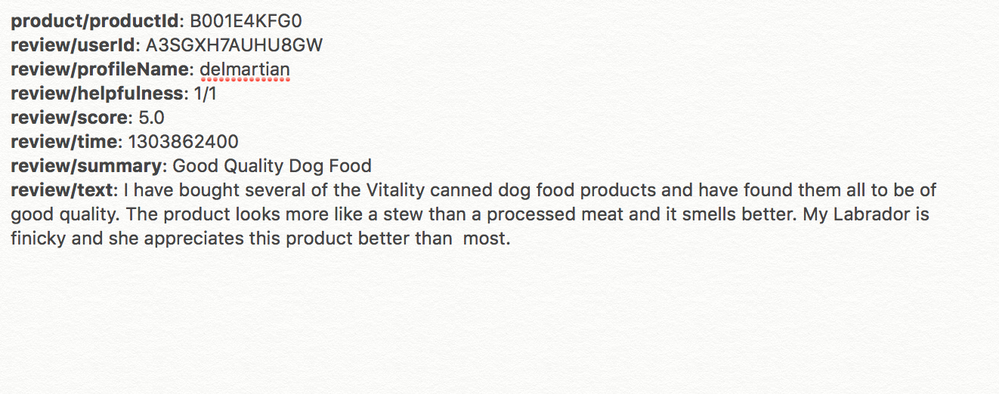 product/productId: B001E4KFG0
review/userId: A3SGXH7AUHU8GW
review/profileName: delmartian
review/helpfulness: 1/1
review/score: 5.0
review/time: 1303862400
review/summary: Good Quality Dog Food
review/text: I have bought several of the Vitality canned dog food products and have found them all to be of
good quality. The product looks more like a stew than a processed meat and it smells better. My Labrador is
finicky and she appreciates this product better than  most.